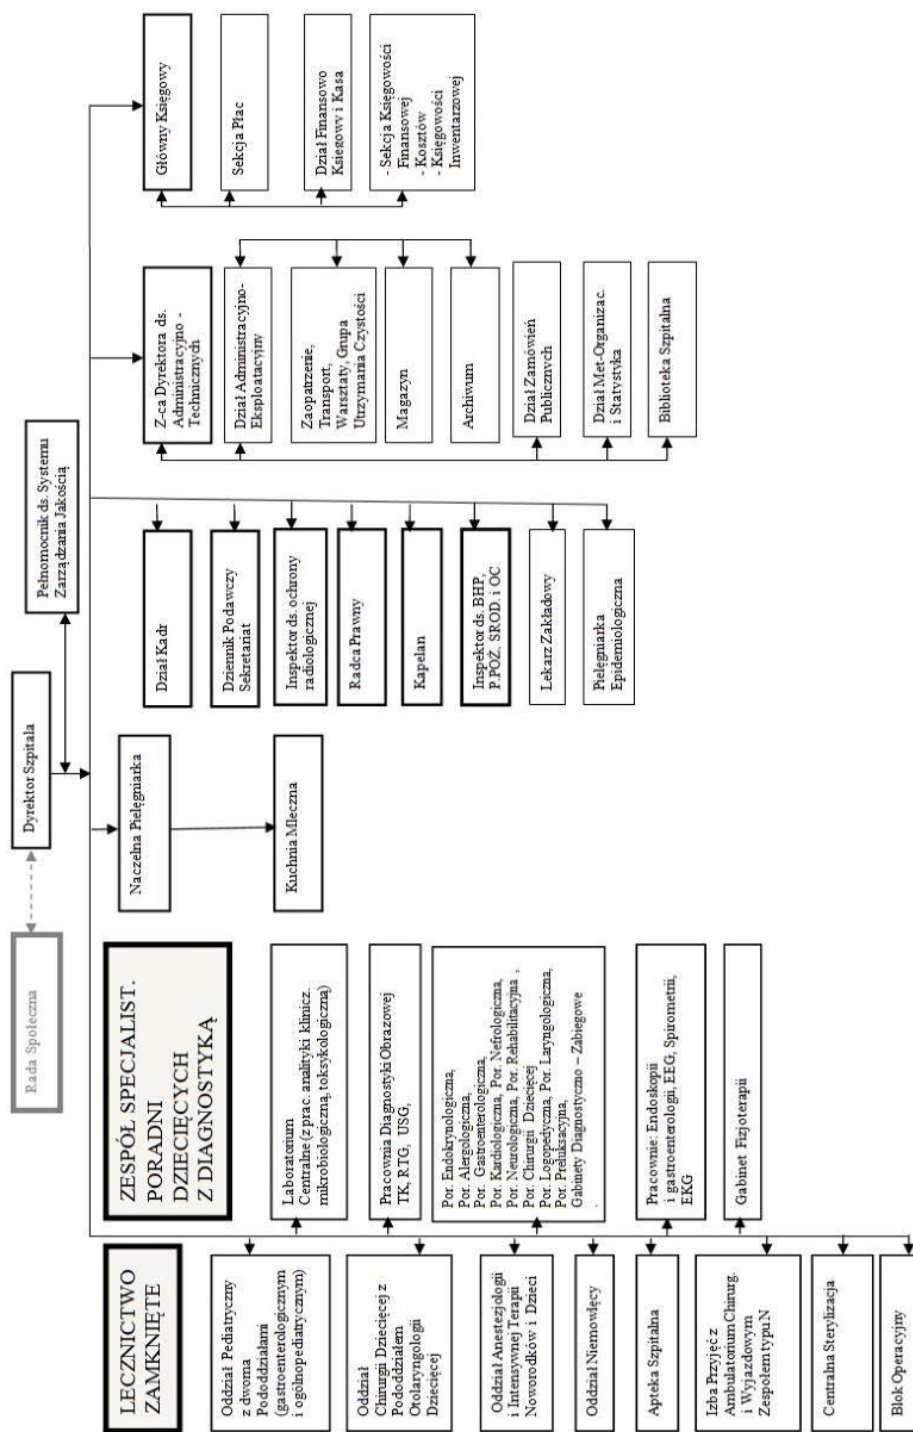 Rada Społeczna
Dyrektor Szpitala
Pełnomocnik ds. Systemu
Zarządzania Jakością
LECZNICTWO
ZAMKNIĘTE
Oddział Pediatryczny
z dwoma
Pododdziałami
(gastroenterologicznym
i ogólnopediatrycznym)
Oddział
Chirurgii Dziecięcej z
Pododdziałem
Otolaryngologii
Dziecięcej
Oddział Anestezjologii
i Intensywnej Terapii
Noworodków i Dzieci
Oddział Niemowlęcy
Apteka Szpitalna
Izba Przyjęć z
Ambulatorium Chirurg.
i Wyjazdowym
Zespołem typu N
Centralna Sterylizacja
Blok Operacyjny
ZESPÓŁ SPECJALIST.
PORADNI
DZIECIĘCYCH
Z DIAGNOSTYKĄ
Laboratorium
Centralne (z prac. analityki klinicz.
mikrobiologiczną, toksykologiczną)
Pracownia Diagnostyki Obrazowej
TK, RTG, USG,
Por. Endokrynologiczna,
Por. Alergologiczna,
Por. Gastroenterologiczna,
Por. Kardiologiczna, Por. Nefrologiczna,
Por. Neurologiczna, Por. Rehabilitacyjna ,
Por. Chirurgii Dziecięcej
Por. Logopedyczna, Por. Laryngologiczna,
Por. Preluksacyjna,
Gabinety Diagnostyczno – Zabiegowe
.
Pracownie: Endoskopii
i gastroenterologii, EEG, Spirometrii,
EKG
Gabinet Fizjoterapii
Naczelna Pielęgniarka
Kuchnia Mleczna
Dział Kadr
Dziennik Podawczy
Sekretariat
Inspektor ds. ochrony
radiologicznej
Radca Prawny
Kapelan
Inspektor ds. BHP,
P.POŻ. ŚROD. i OC
Lekarz Zakładowy
Pielęgniarka
Epidemiologiczna
Z-ca Dyrektora ds.
Administracyjno -
Technicznych
Dział Administracyjno-
Eksploatacyjny
Zaopatrzenie,
Transport,
Warsztaty, Grupa
Utrzymania Czystości
Magazyn
Archiwum
Dział Zamówień
Publicznych
Dział Met-Organizac.
i Statystyka
Biblioteka Szpitalna
Główny Księgowy
Sekcja Płac
Dział Finansowo
Księgowy i Kasa
- Sekcja Księgowości
Finansowej
- Kosztów
- Księgowości
Inwentarzowej